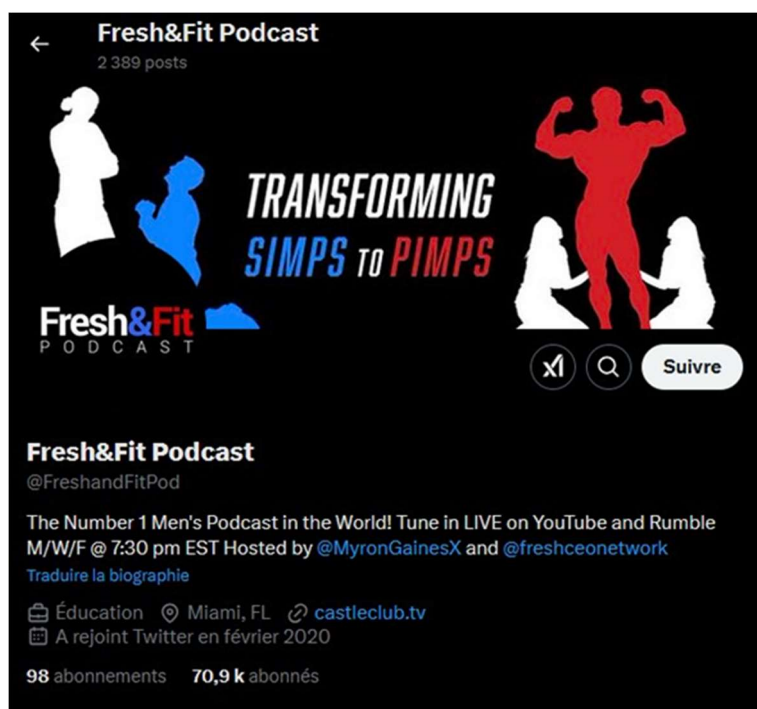 Fresh&Fit Podcast
2 389 posts
TRANSFORMING
SIMPS TO PIMPS
Fresh&Fit
PODCAST
Suivre
Fresh&Fit Podcast
@FreshandFitPod
The Number 1 Men's Podcast in the World! Tune in LIVE on YouTube and Rumble
M/W/F @ 7:30 pm EST Hosted by @MyronGainesX and @freshceonetwork
Traduire la biographie
Éducation Miami, FL castleclub.tv
A rejoint Twitter en février 2020
98 abonnements 70,9 k abonnés